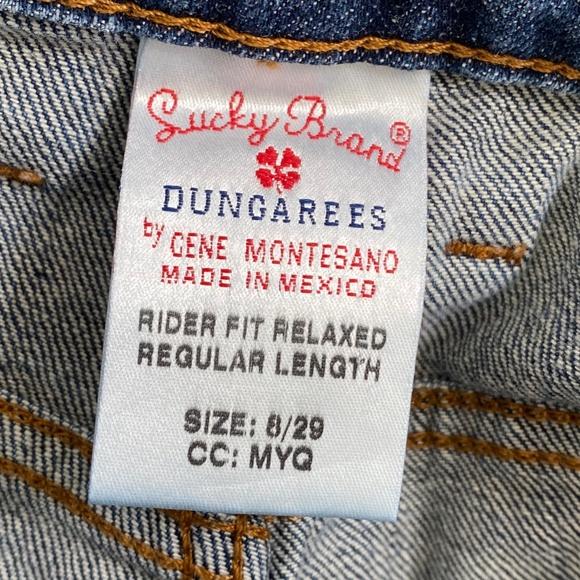 Lucky Brand®
DUNGAREES
by GENE MONTESANO
MADE IN MEXICO
RIDER FIT RELAXED
REGULAR LENGTH
SIZE: 8/29
CC: MYQ